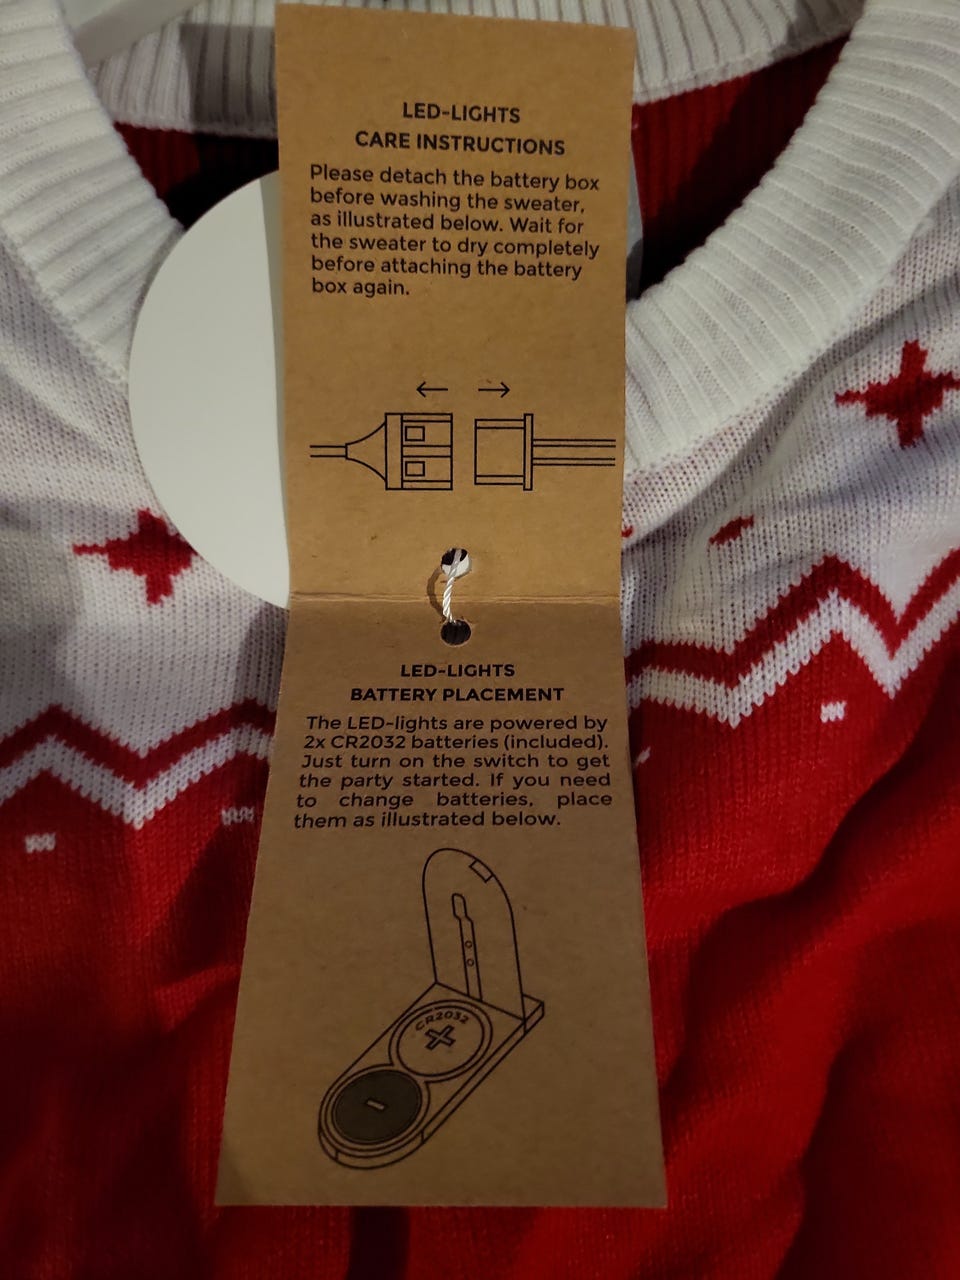 LED-LIGHTS
CARE INSTRUCTIONS
Please detach the battery box
before washing the sweater,
as illustrated below. Wait for
the sweater to dry completely
before attaching the battery
box again.
LED-LIGHTS
BATTERY PLACEMENT
The LED-lights are powered by
2x CR2032 batteries (included).
Just turn on the switch to get
the party started. If you need
to change batteries, place
them as illustrated below.
CR2032
+
-